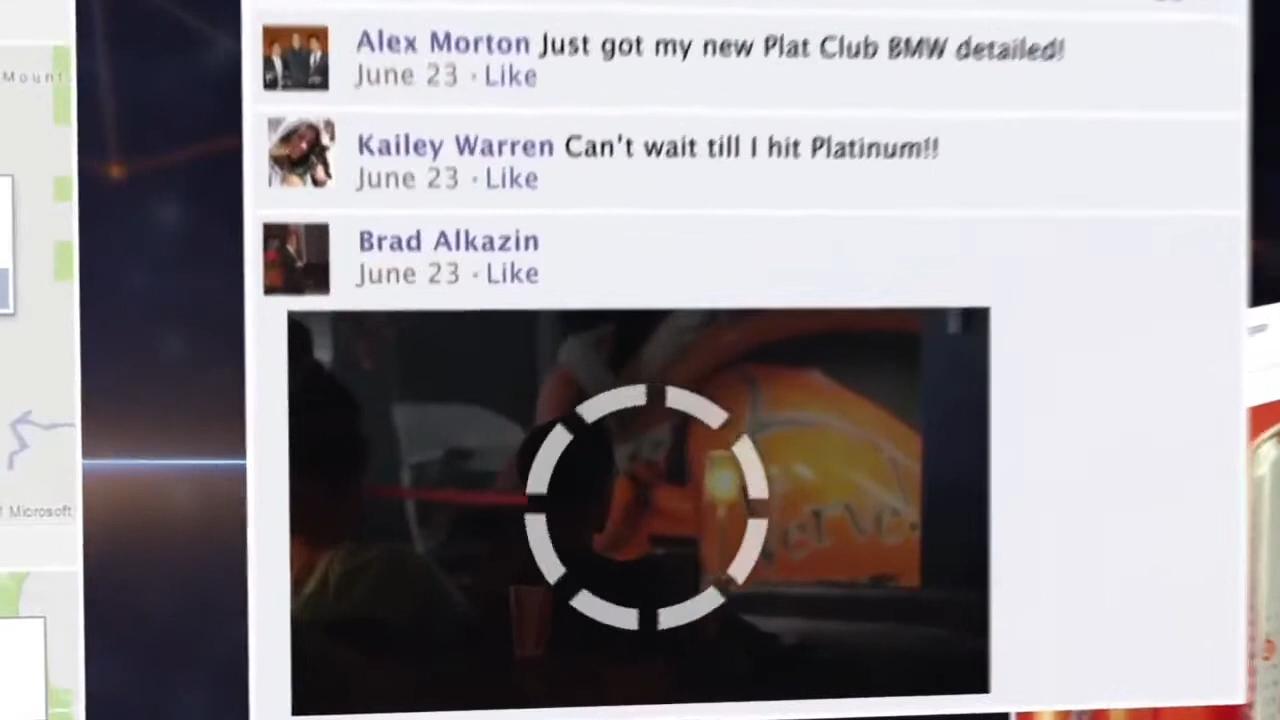 Mount
Alex Morton Just got my new Plat Club BMW detailed!
June 23 · Like
Kailey Warren Can't wait till I hit Platinum!!
June 23 · Like
Brad Alkazin
June 23 · Like
Microsoft